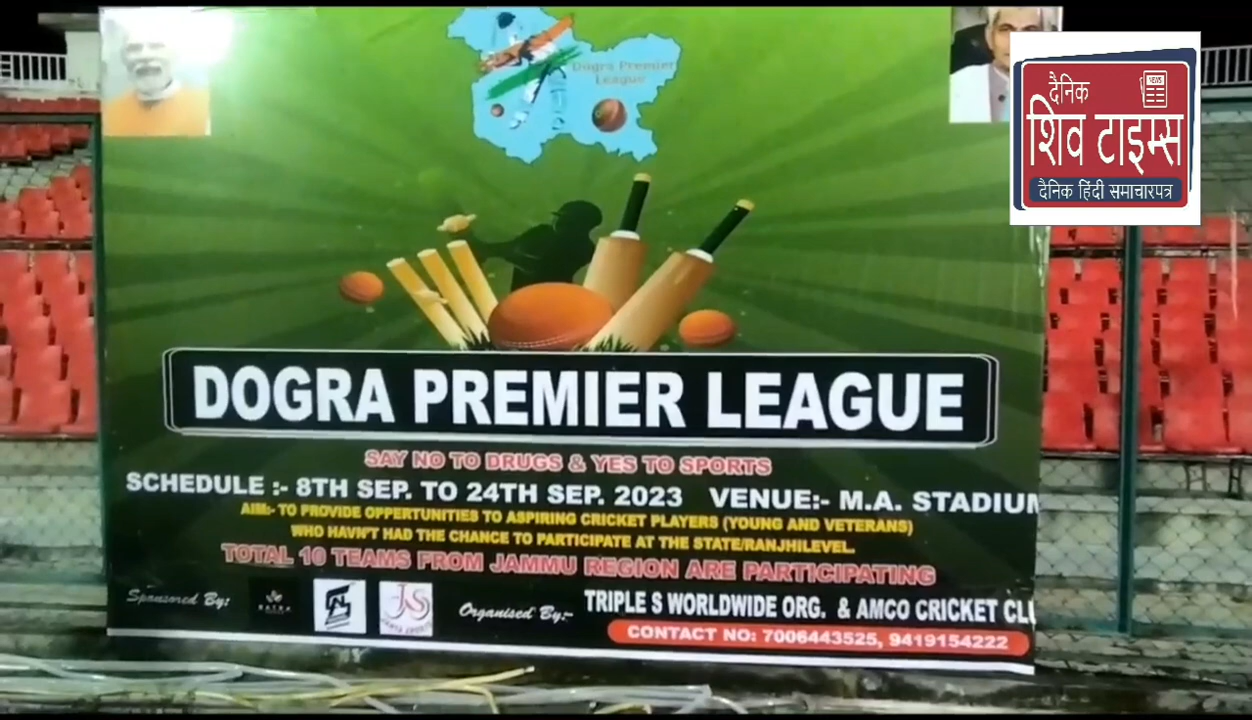 Dogra Premier
League
दैनिक
NEWS
शिव टाइम्स
दैनिक हिंदी समाचारपत्र
DOGRA PREMIER LEAGUE
SAY NO TO DRUGS & YES TO SPORTS
SCHEDULE :- 8TH SEP. TO 24TH SEP. 2023 VENUE:- M.A. STADIUM
AIM:- TO PROVIDE OPPERTUNITIES TO ASPIRING CRICKET PLAYERS (YOUNG AND VETERANS)
WHO HAVN'T HAD THE CHANCE TO PARTICIPATE AT THE STATE/RANJHILEVEL.
TOTAL 10 TEAMS FROM JAMMU REGION ARE PARTICIPATING
Sponsored By:
JS
Organised By:-
TRIPLE S WORLDWIDE ORG. & AMCO CRICKET CLU
CONTACT NO: 7006443525, 9419154222